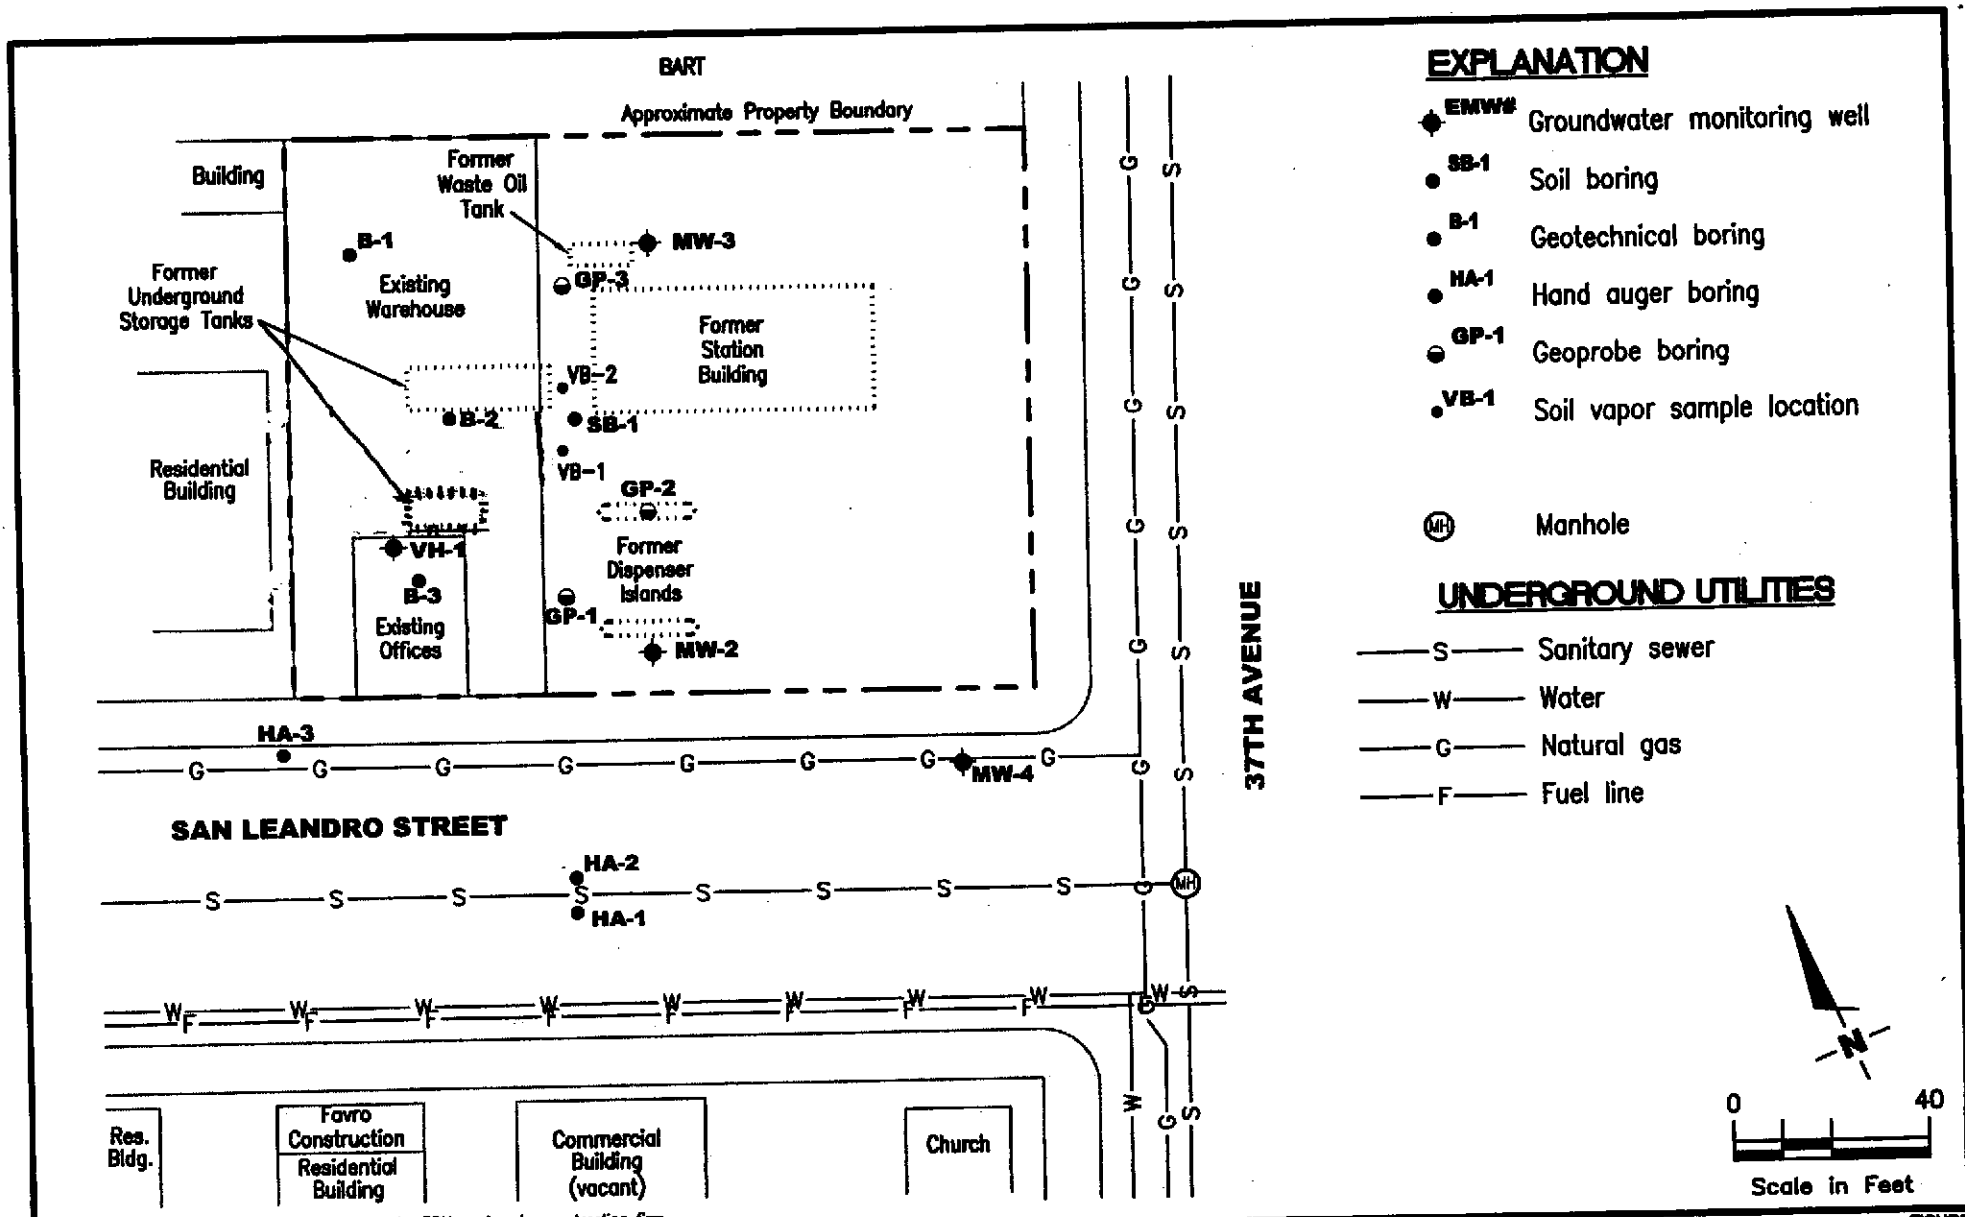 BART
Approximate Property Boundary
Building
Former
Waste Oil
Tank
B-1
MW-3
Former
Underground
Storage Tanks
Existing
Warehouse
GP-3
Former
Station
Building
VB-2
B-2
SB-1
VB-1
Residential
Building
GP-2
VH-1
Former
Dispenser
Islands
B-3
GP-1
Existing
Offices
MW-2
HA-3
G G G G G G G G
MW-4
SAN LEANDRO STREET
37TH AVENUE
HA-2
S S S S S S S S
MH
HA-1
W W W W W W W W W
F F F F F F F F
G G G G G G G G
S S S S S S S S S
W
G
S
Res.
Bldg.
Favro
Construction
Residential
Building
Commercial
Building
(vacant)
Church
EXPLANATION
EMW# Groundwater monitoring well
SB-1 Soil boring
B-1 Geotechnical boring
HA-1 Hand auger boring
GP-1 Geoprobe boring
VB-1 Soil vapor sample location
MH Manhole
UNDERGROUND UTILITIES
S Sanitary sewer
W Water
G Natural gas
F Fuel line
N
0 40
Scale in Feet